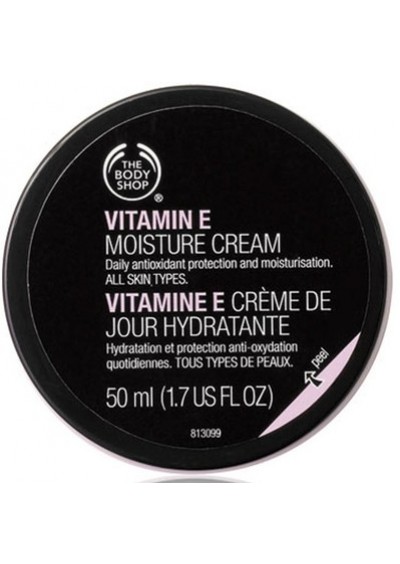 THE
BODY
SHOP
®
VITAMIN E
MOISTURE CREAM
Daily antioxidant protection and moisturisation.
ALL SKIN TYPES.
VITAMINE E CRÈME DE
JOUR HYDRATANTE
Hydratation et protection anti-oxydation
quotidiennes. TOUS TYPES DE PEAUX.
peel
50 ml (1.7 US FL OZ)
813099